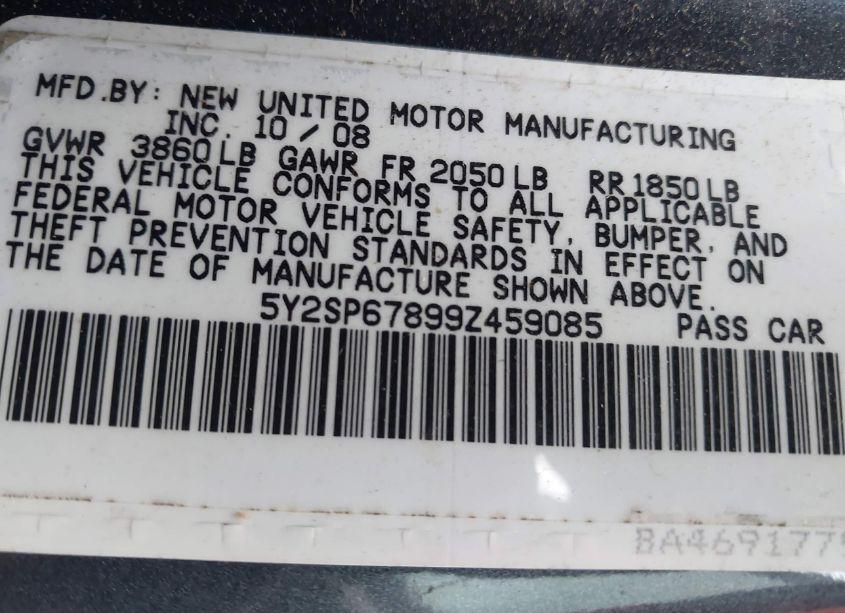 MFD.BY: NEW UNITED MOTOR MANUFACTURING
INC. 10 / 08
GVWR 3860LB GAWR FR 2050LB RR1850LB
THIS VEHICLE CONFORMS TO ALL APPLICABLE
FEDERAL MOTOR VEHICLE SAFETY, BUMPER, AND
THEFT PREVENTION STANDARDS IN EFFECT ON
THE DATE OF MANUFACTURE SHOWN ABOVE.
5Y2SP67899Z459085 PASS CAR